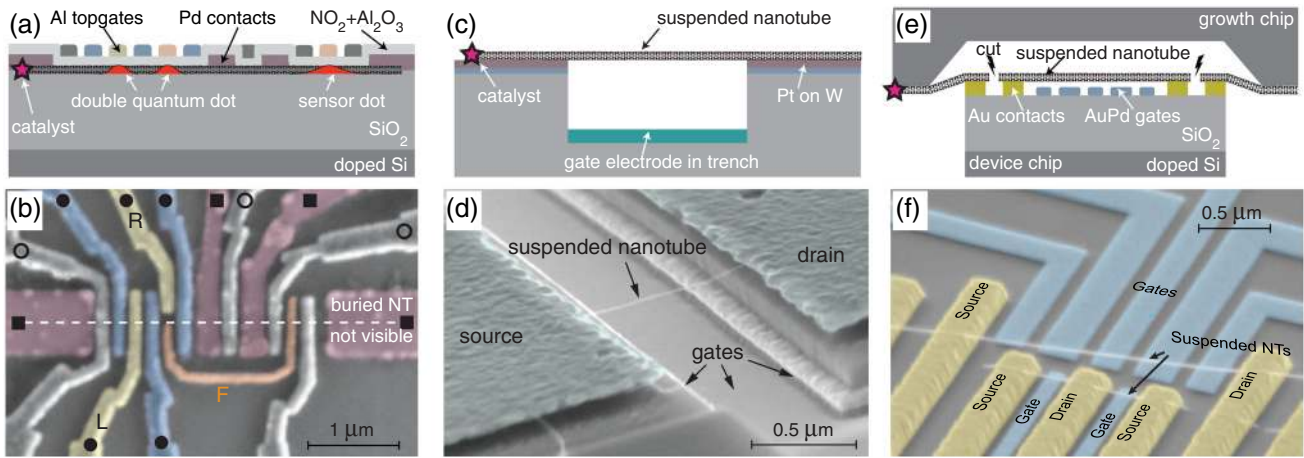 (a)
Al topgates
Pd contacts
NO2+Al2O3
double quantum dot
sensor dot
catalyst
SiO2
doped Si
(b)
R
buried NT
not visible
F
L
1 μm
(c)
suspended nanotube
catalyst
Pt on W
gate electrode in trench
(d)
suspended nanotube
drain
source
gates
0.5 μm
(e)
growth chip
cut
suspended nanotube
Au contacts
AuPd gates
SiO2
device chip
doped Si
(f)
0.5 μm
Gates
Source
Suspended NTs
Source
Gate
Drain
Gate
Source
Drain